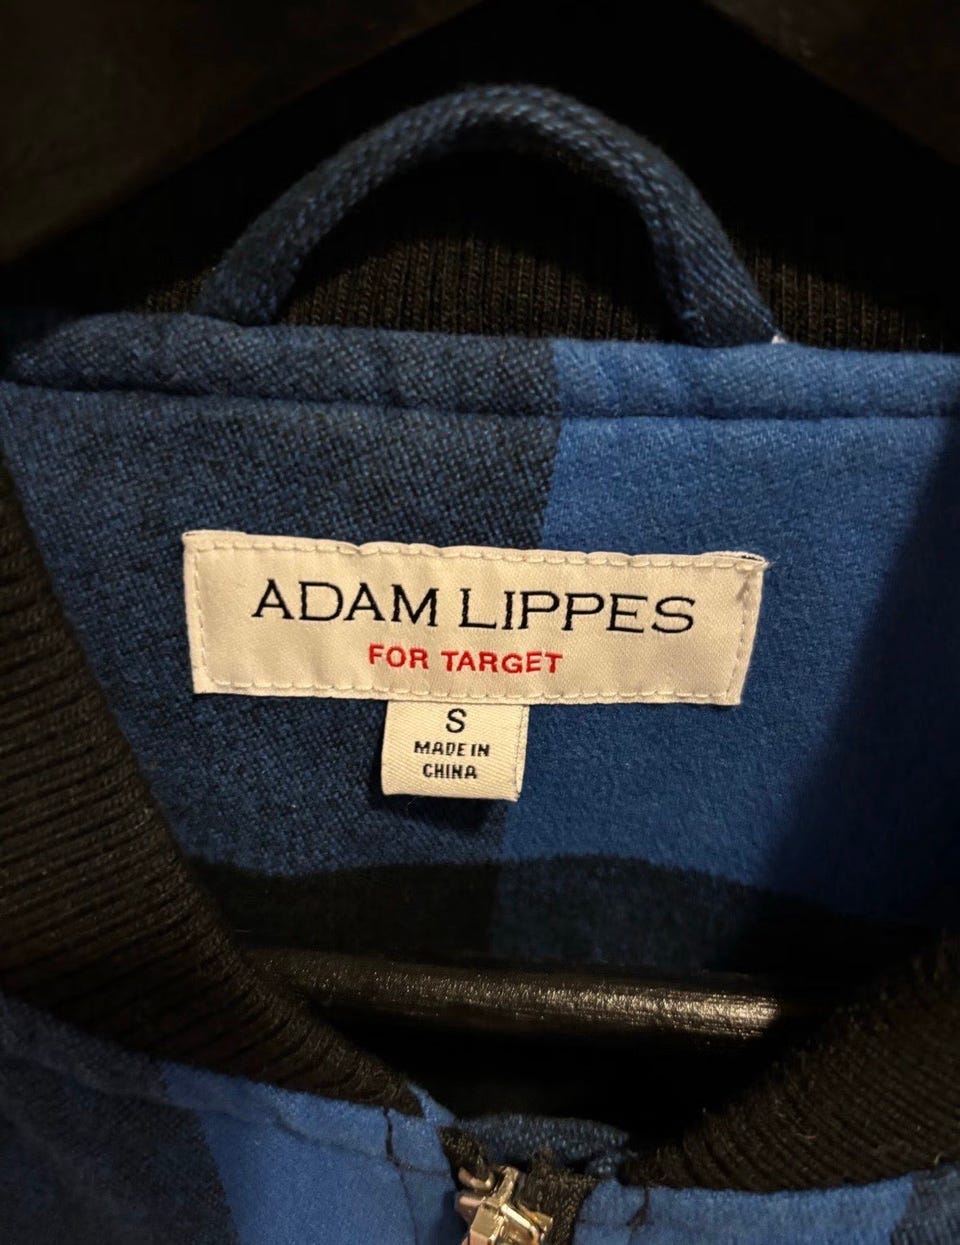 ADAM LIPPES
FOR TARGET
S
MADE IN
CHINA